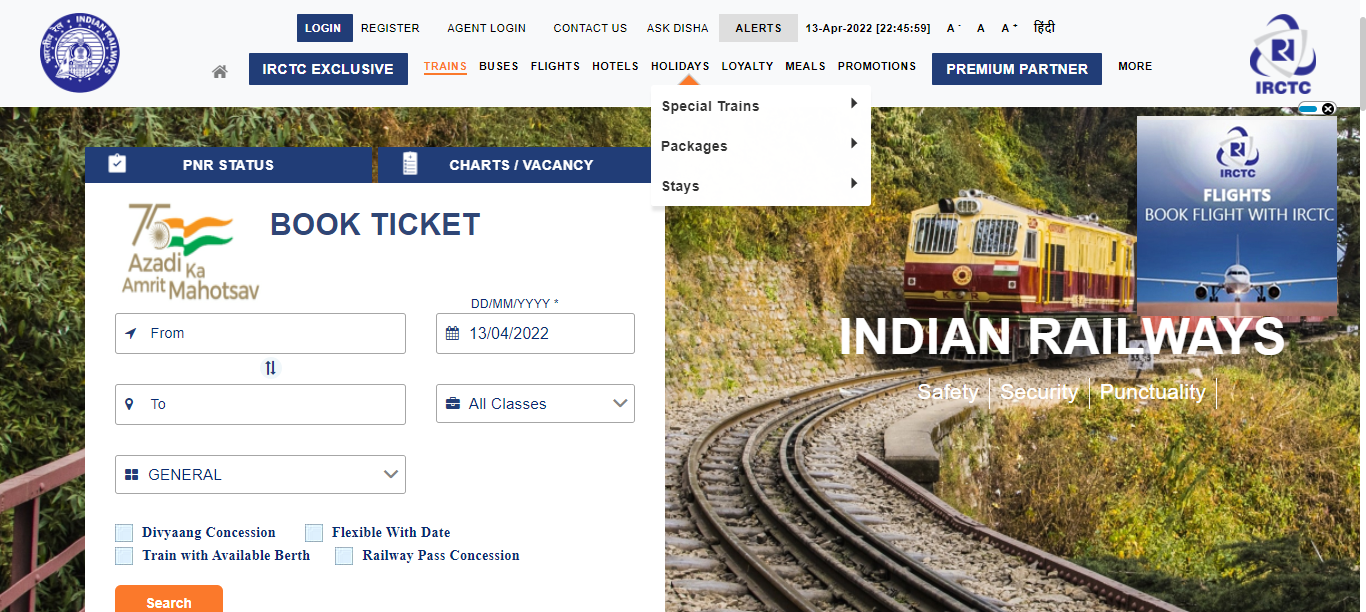 LOGIN REGISTER AGENT LOGIN CONTACT US ASK DISHA ALERTS 13-Apr-2022 [22:45:59] A - A A + हिंदी
IRCTC EXCLUSIVE TRAINS BUSES FLIGHTS HOTELS HOLIDAYS LOYALTY MEALS PROMOTIONS PREMIUM PARTNER MORE
INDIAN RAILWAYS
भारतीय रेल
IRCTC
Special Trains
Packages
Stays
PNR STATUS CHARTS / VACANCY
75
Azadi Ka
Amrit Mahotsav
BOOK TICKET
DD/MM/YYYY *
From 13/04/2022
To All Classes
GENERAL
Divyaang Concession Flexible With Date
Train with Available Berth Railway Pass Concession
Search
IRCTC
FLIGHTS
BOOK FLIGHT WITH IRCTC
INDIAN RAILWAYS
Safety Security Punctuality